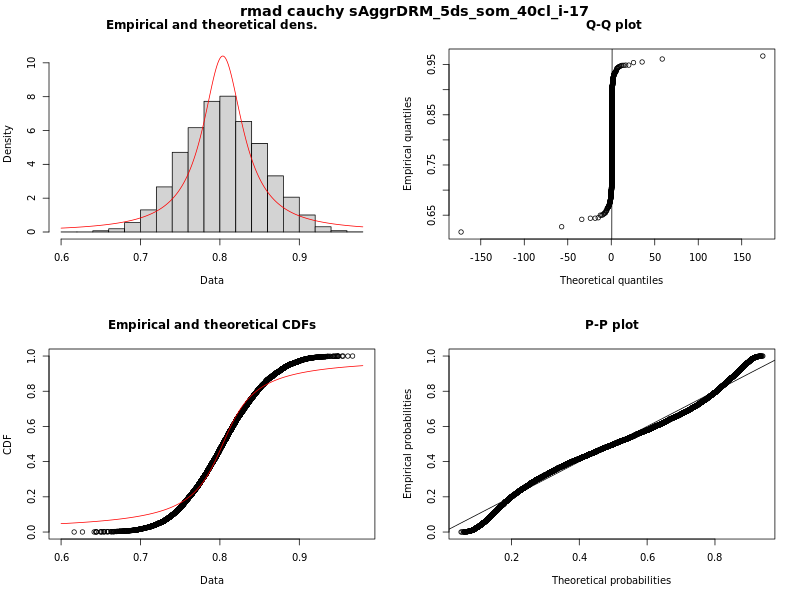 rmad cauchy sAggrDRM_5ds_som_40cl_i-17
Empirical and theoretical dens.
Density
0 2 4 6 8 10
0.6 0.7 0.8 0.9
Data
Q-Q plot
Empirical quantiles
0.65 0.75 0.85 0.95
-150 -100 -50 0 50 100 150
Theoretical quantiles
Empirical and theoretical CDFs
CDF
0.0 0.2 0.4 0.6 0.8 1.0
0.6 0.7 0.8 0.9
Data
P-P plot
Empirical probabilities
0.0 0.2 0.4 0.6 0.8 1.0
0.2 0.4 0.6 0.8
Theoretical probabilities